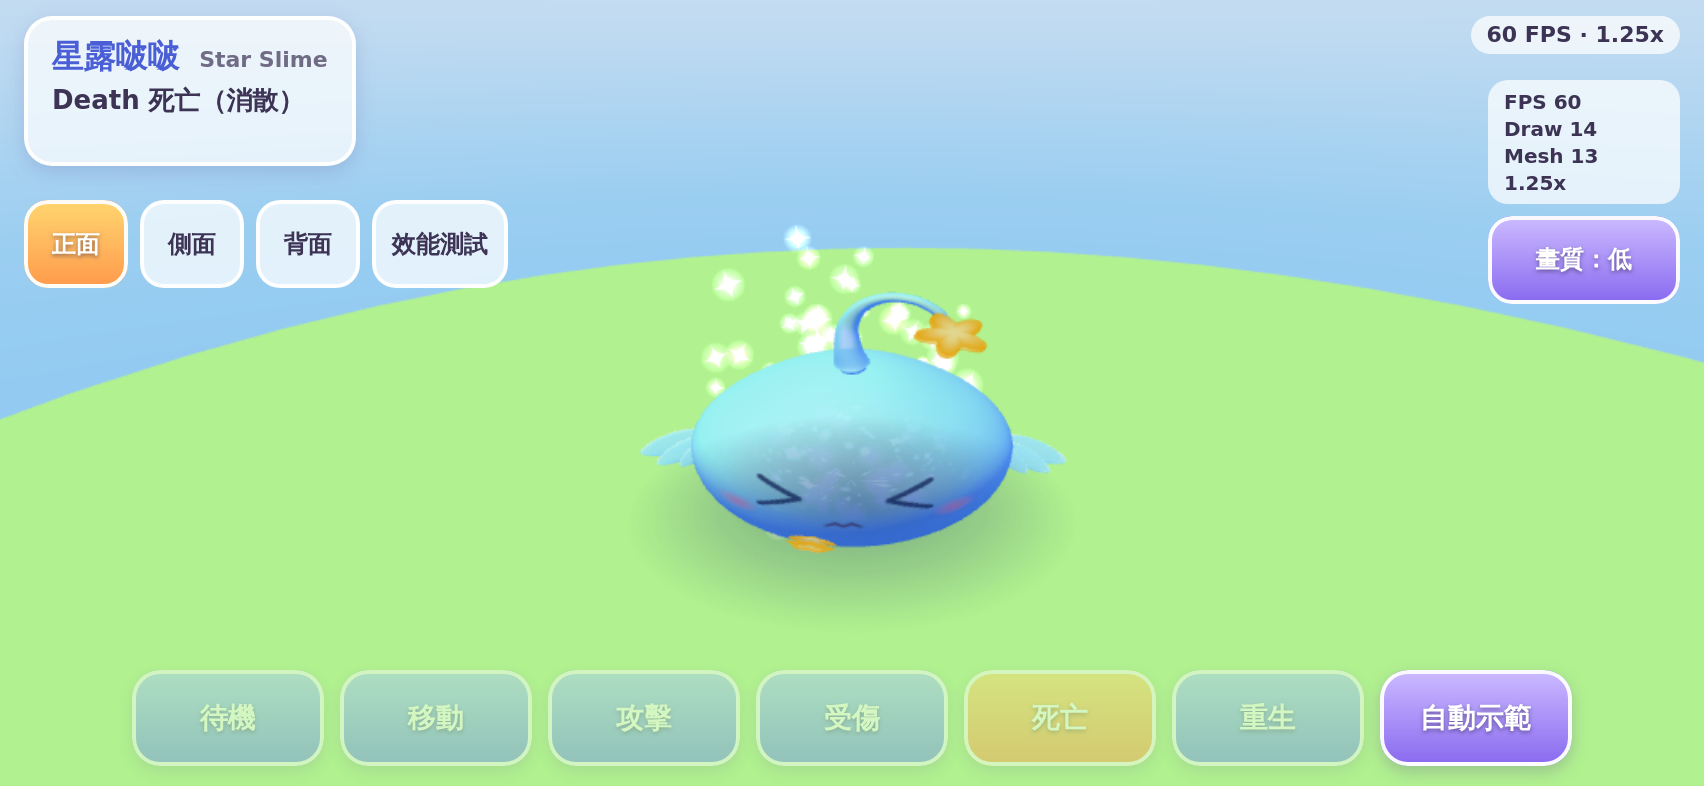 星露啵啵 Star Slime
Death 死亡（消散）
60 FPS · 1.25x
FPS 60
Draw 14
Mesh 13
1.25x
正面
側面
背面
效能測試
畫質：低
待機
移動
攻擊
受傷
死亡
重生
自動示範